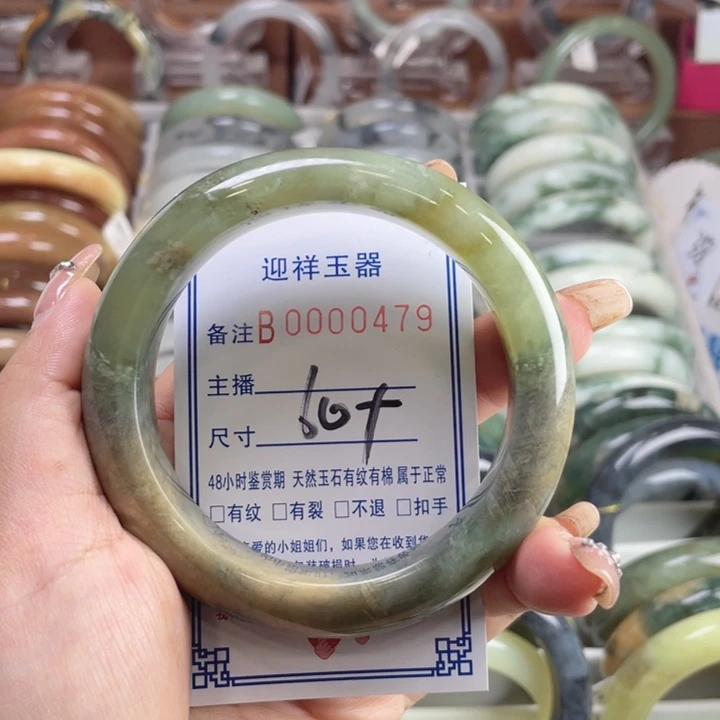 迎祥玉器
备注B0000479
主播
60+
尺寸
48小时鉴赏期 天然玉石有纹有棉 属于正常
□有纹 □有裂 □不退 □扣手
爱的小姐姐们，如果您在收到货